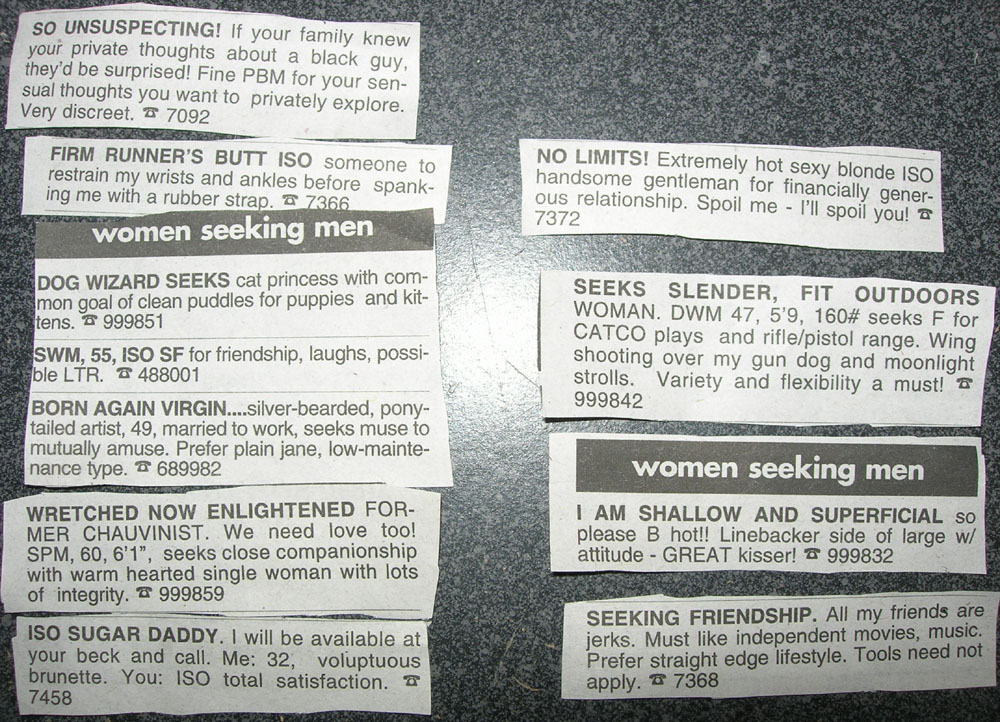 SO UNSUSPECTING! If your family knew
your private thoughts about a black guy,
they'd be surprised! Fine PBM for your sen-
sual thoughts you want to privately explore.
Very discreet. ☎ 7092
FIRM RUNNER'S BUTT ISO someone to
restrain my wrists and ankles before spank-
ing me with a rubber strap. ☎ 7366
women seeking men
DOG WIZARD SEEKS cat princess with com-
mon goal of clean puddles for puppies and kit-
tens. ☎ 999851
SWM, 55, ISO SF for friendship, laughs, possi-
ble LTR. ☎ 488001
BORN AGAIN VIRGIN....silver-bearded, pony-
tailed artist, 49, married to work, seeks muse to
mutually amuse. Prefer plain jane, low-mainte-
nance type. ☎ 689982
WRETCHED NOW ENLIGHTENED FOR-
MER CHAUVINIST. We need love too!
SPM, 60, 6'1", seeks close companionship
with warm hearted single woman with lots
of integrity. ☎ 999859
ISO SUGAR DADDY. I will be available at
your beck and call. Me: 32, voluptuous
brunette. You: ISO total satisfaction. ☎
7458
NO LIMITS! Extremely hot sexy blonde ISO
handsome gentleman for financially gener-
ous relationship. Spoil me - I'll spoil you! ☎
7372
SEEKS SLENDER, FIT OUTDOORS
WOMAN. DWM 47, 5'9, 160# seeks F for
CATCO plays and rifle/pistol range. Wing
shooting over my gun dog and moonlight
strolls. Variety and flexibility a must! ☎
999842
women seeking men
I AM SHALLOW AND SUPERFICIAL so
please B hot!! Linebacker side of large w/
attitude - GREAT kisser! ☎ 999832
SEEKING FRIENDSHIP. All my friends are
jerks. Must like independent movies, music.
Prefer straight edge lifestyle. Tools need not
apply. ☎ 7368